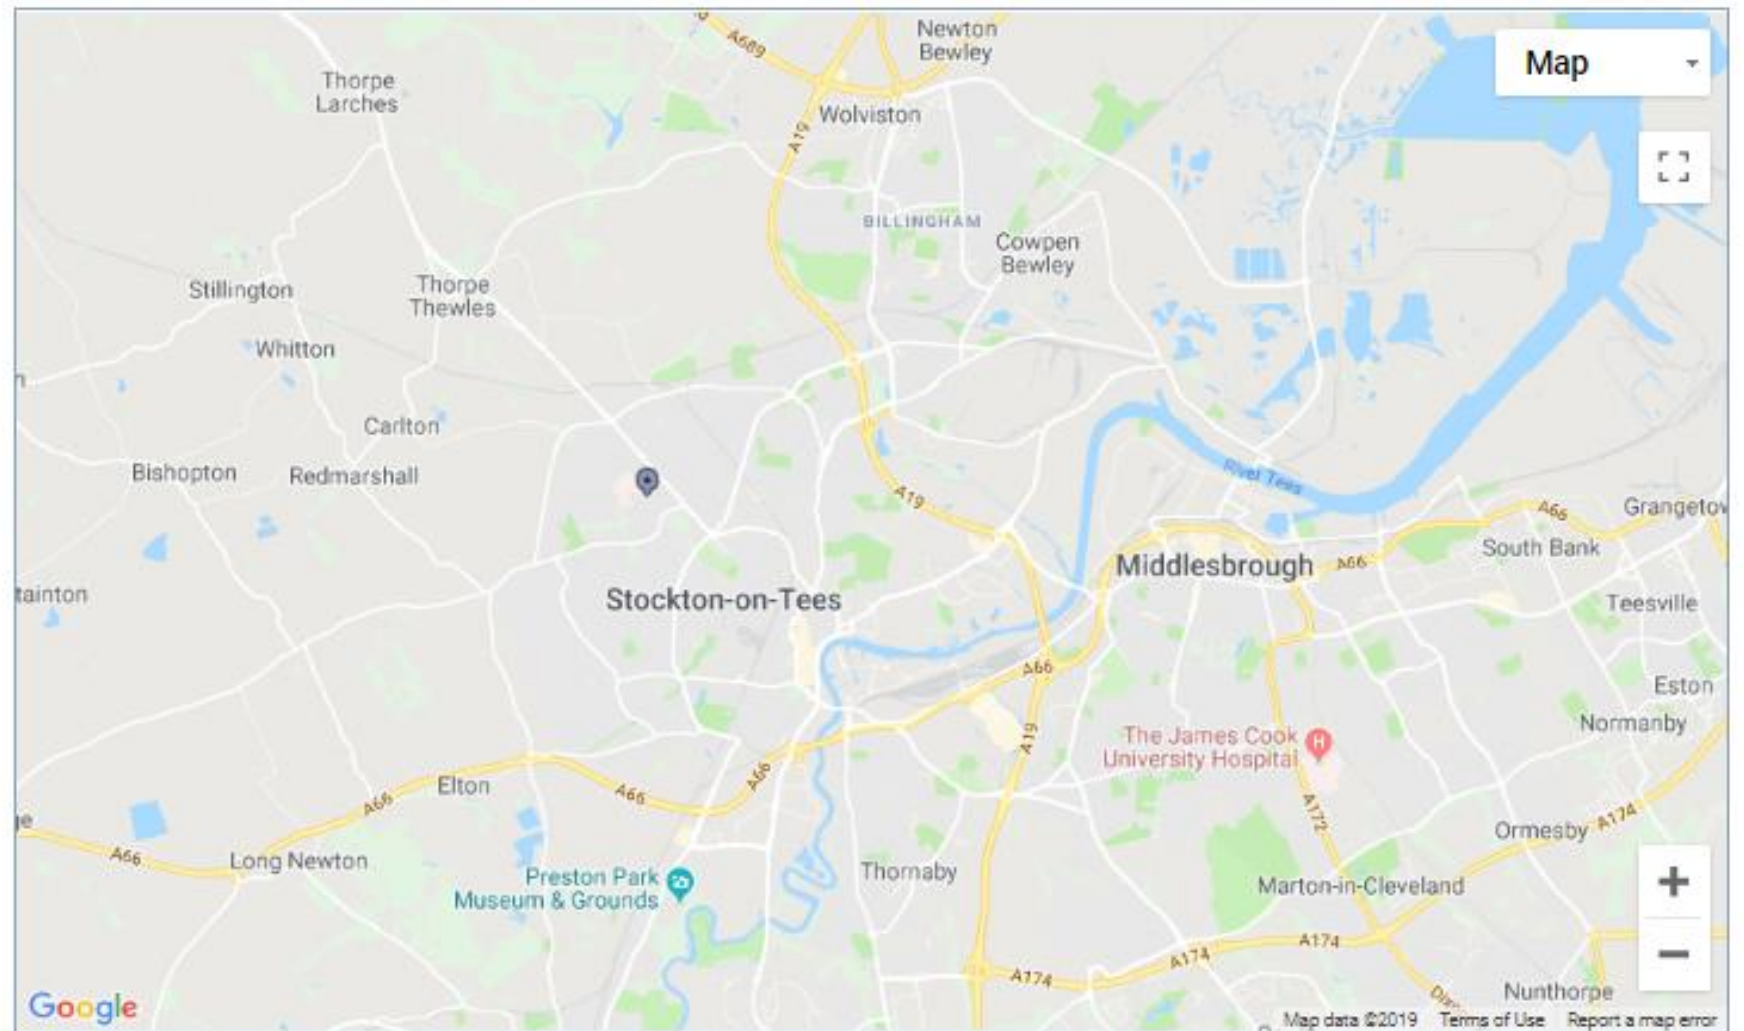 Newton
Bewley
A689
Map
Thorpe
Larches
Wolviston
A19
BILLINGHAM
Cowpen
Bewley
Stillington
Thorpe
Thewles
Whitton
Carlton
Bishopton
Redmarshall
River Tees
A19
A66
Grangetow
South Bank
Middlesbrough
A66
tainton
Stockton-on-Tees
Teesville
A66
Eston
Normanby
A19
The James Cook
University Hospital
H
Elton
A66
A66
A66
A172
A174
Ormesby
A66
Long Newton
Thornaby
Preston Park
Museum & Grounds
Marton-in-Cleveland
+
A174
A174
A174
−
Nunthorpe
Google
Map data ©2019
Terms of Use
Report a map error